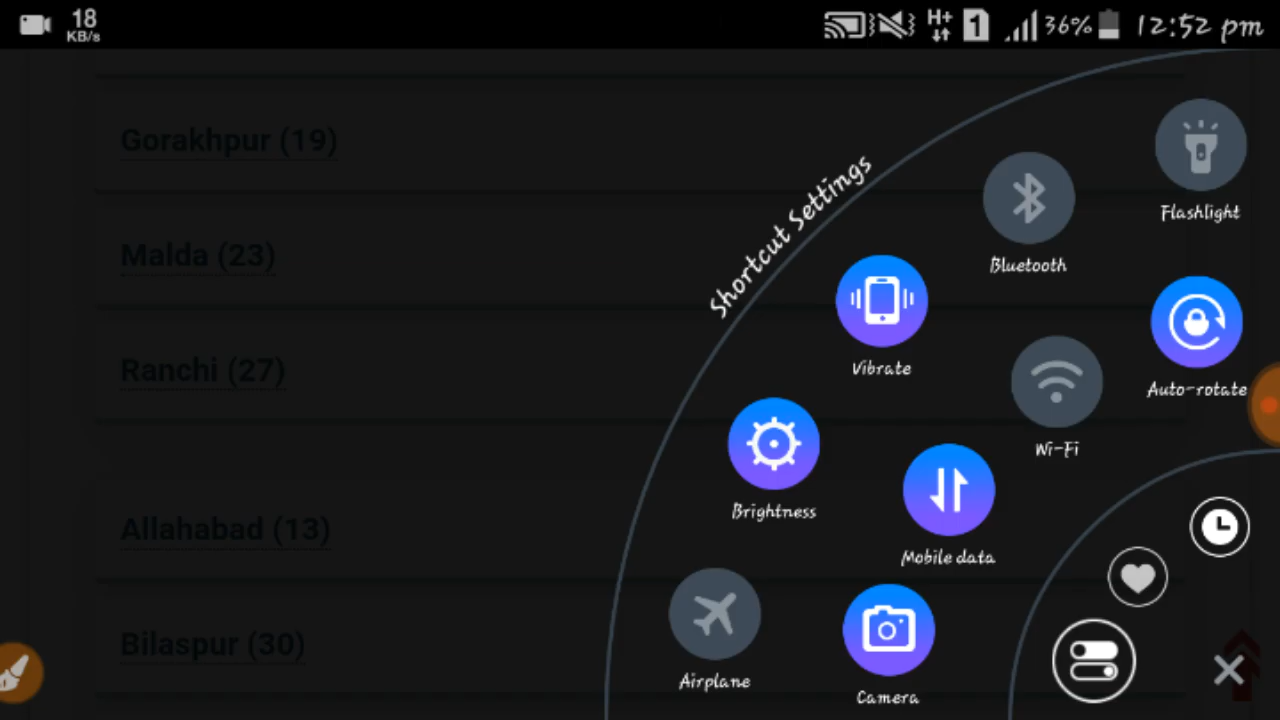 18
KB/s
H+
1
36%
12:52 pm
Gorakhpur (19)
Malda (23)
Ranchi (27)
Allahabad (13)
Bilaspur (30)
Shortcut Settings
Flashlight
Bluetooth
Vibrate
Auto-rotate
Wi-Fi
Brightness
Mobile data
Airplane
Camera